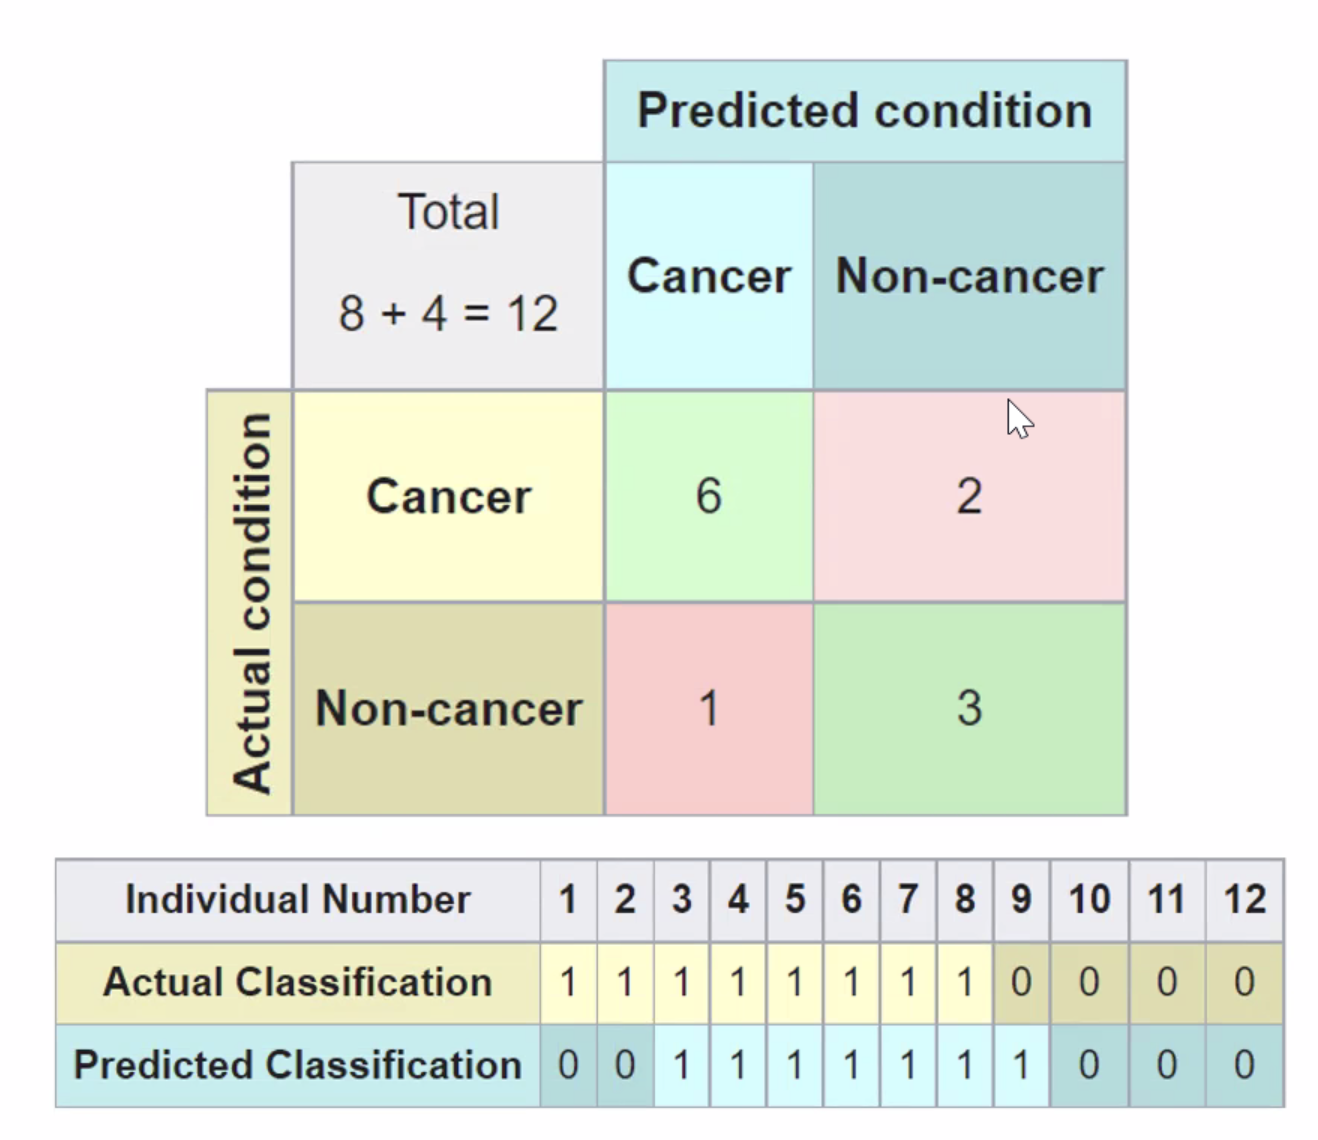 Predicted condition
Total
8 + 4 = 12
Cancer Non-cancer
Actual condition
Cancer 6 2
Non-cancer 1 3
Individual Number 1 2 3 4 5 6 7 8 9 10 11 12
Actual Classification 1 1 1 1 1 1 1 1 0 0 0 0
Predicted Classification 0 0 1 1 1 1 1 1 1 0 0 0